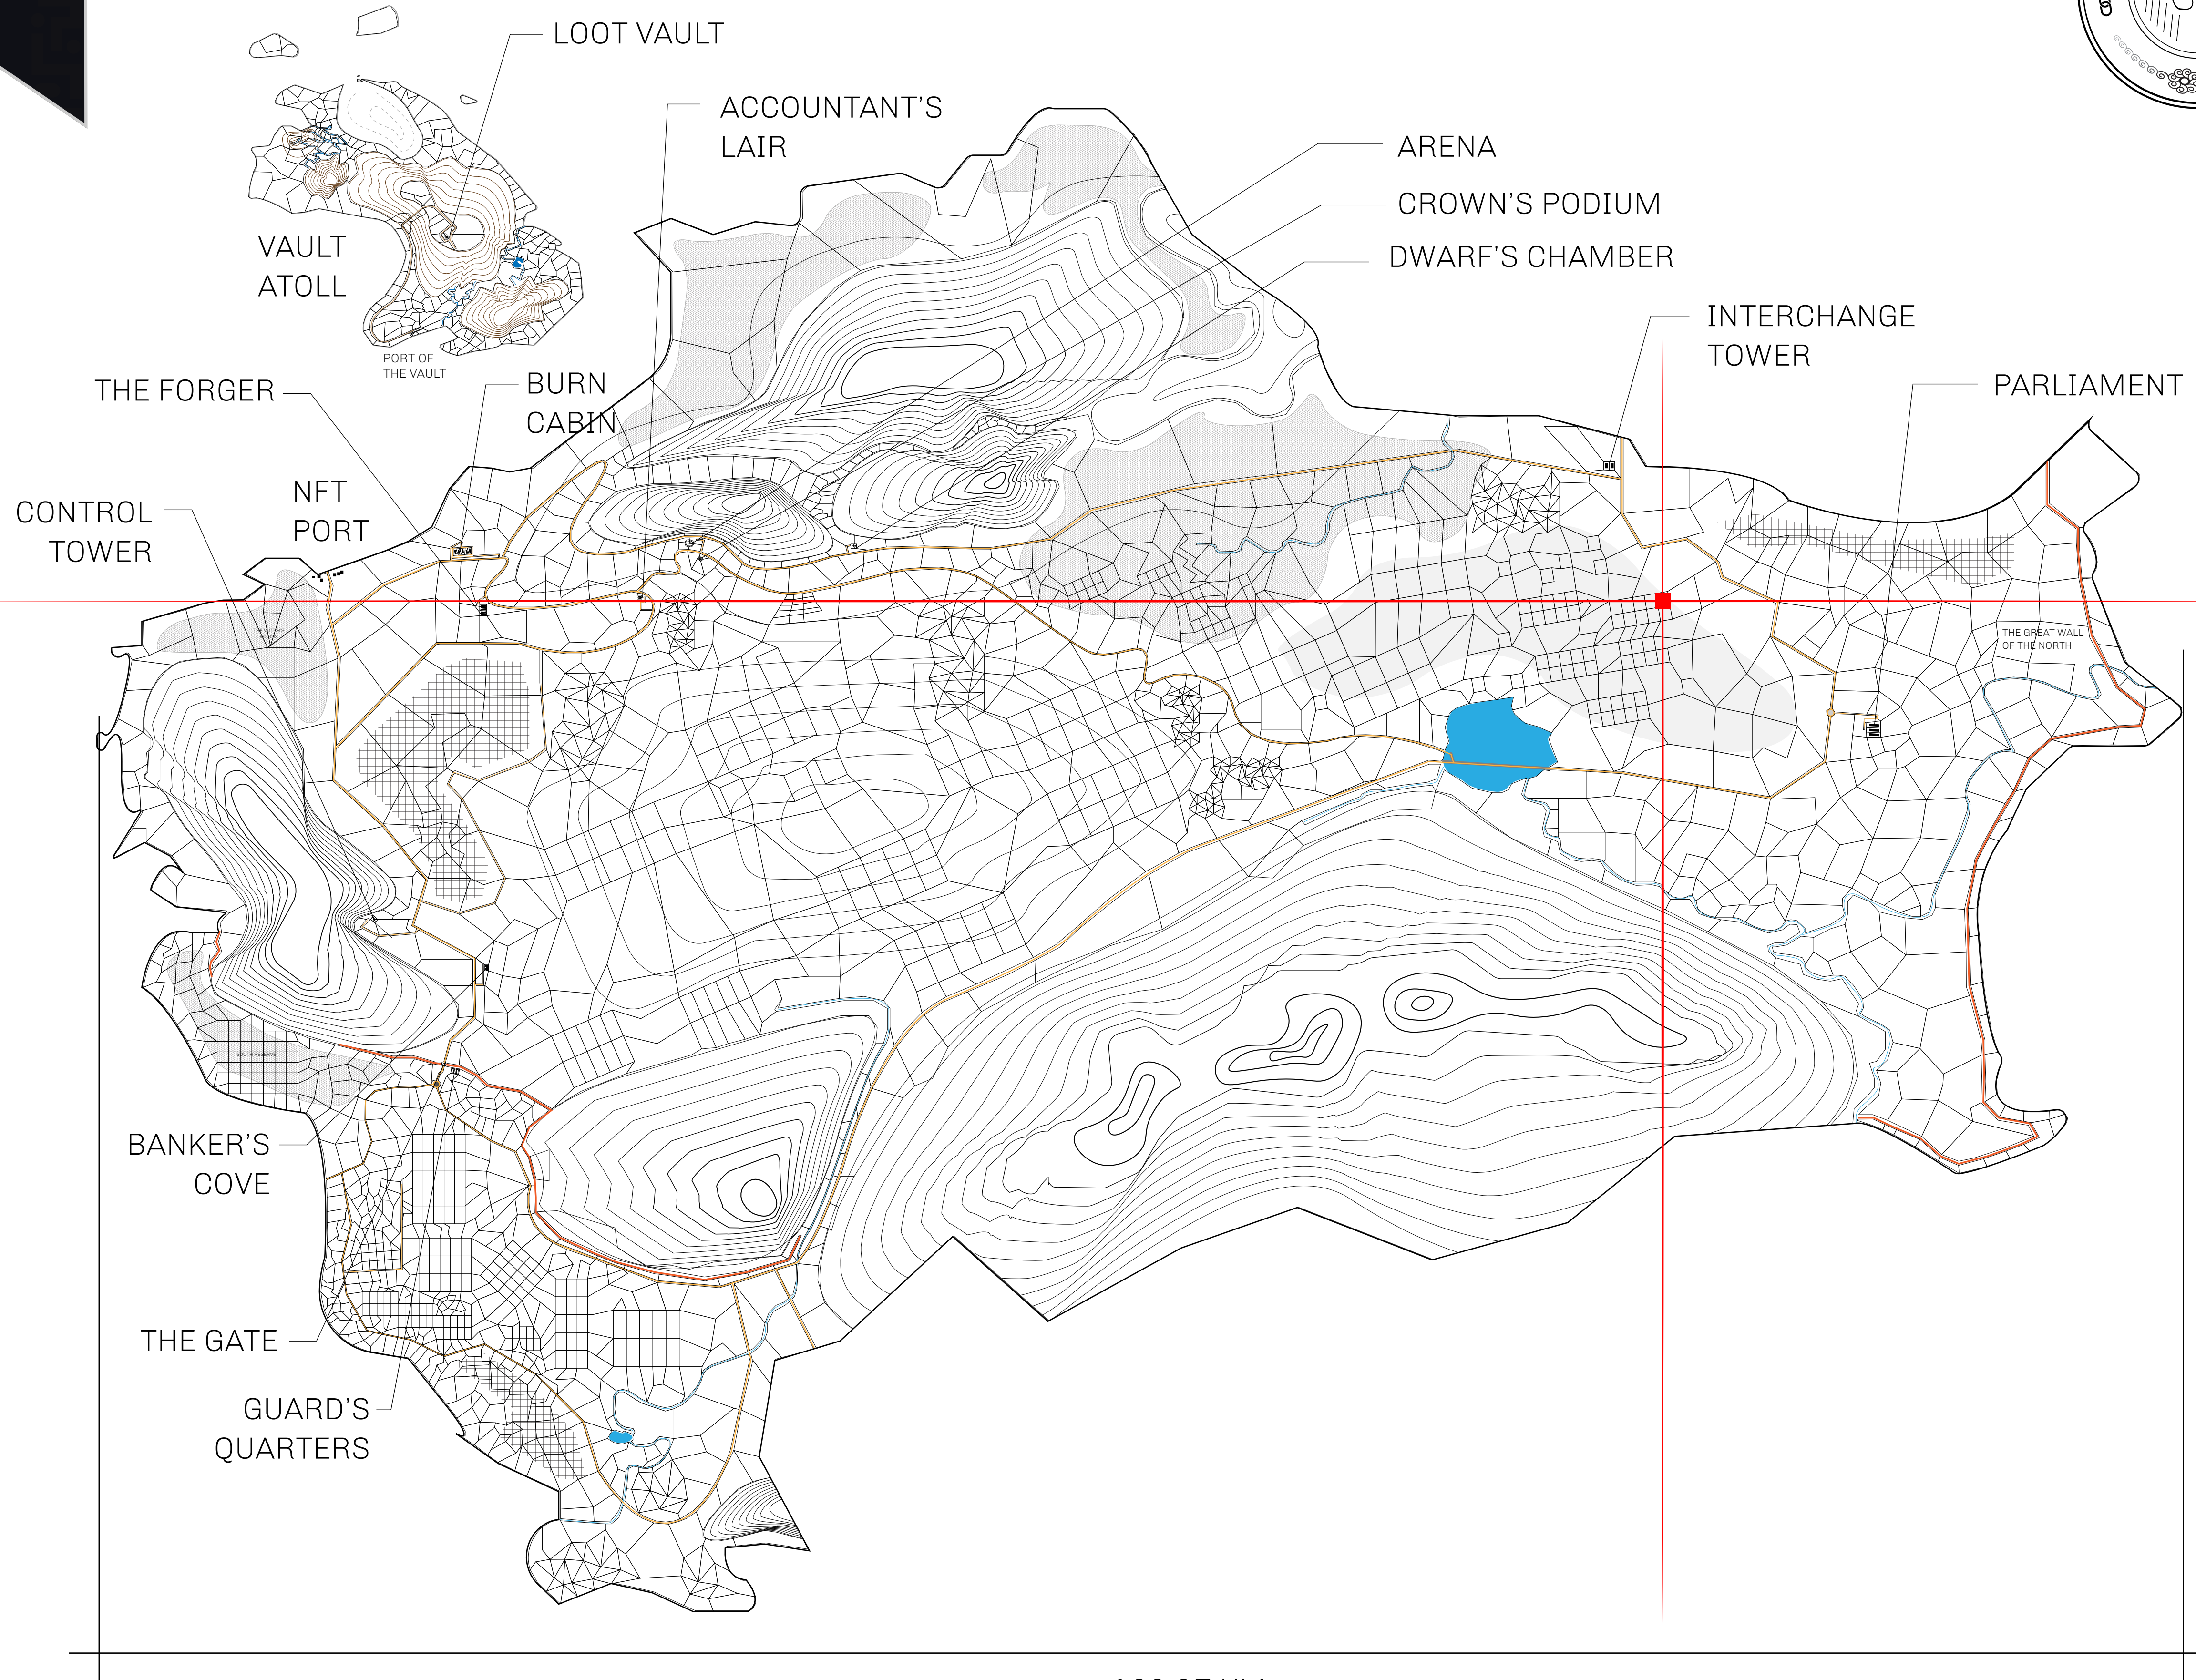 LOOT VAULT
ACCOUNTANT'S
LAIR
ARENA
CROWN'S PODIUM
DWARF'S CHAMBER
VAULT
ATOLL
INTERCHANGE
TOWER
PORT OF
THE VAULT
PARLIAMENT
THE FORGER
BURN
CABIN
NFT
PORT
CONTROL
TOWER
THE GREAT WALL
OF THE NORTH
SOUTH RESERVE
BANKER'S
COVE
THE GATE
GUARD'S
QUARTERS